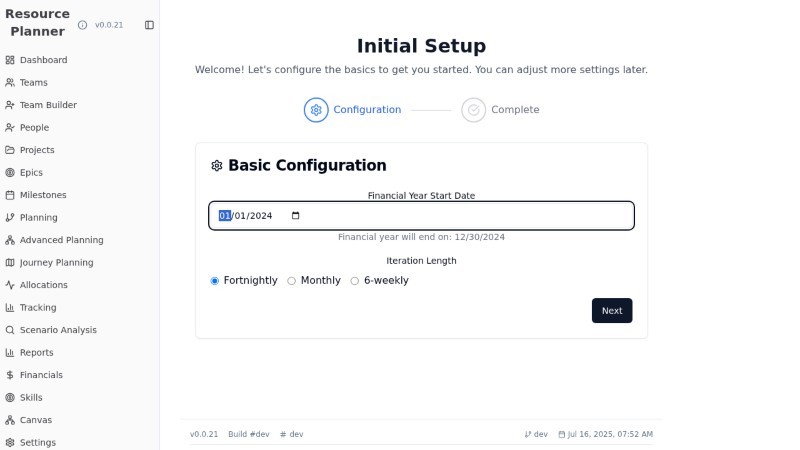 Resource
Planner
v0.0.21
Dashboard
Teams
Team Builder
People
Projects
Epics
Milestones
Planning
Advanced Planning
Journey Planning
Allocations
Tracking
Scenario Analysis
Reports
Financials
Skills
Canvas
Settings
Initial Setup
Welcome! Let's configure the basics to get you started. You can adjust more settings later.
Configuration
Complete
Basic Configuration
Financial Year Start Date
01/01/2024
Financial year will end on: 12/30/2024
Iteration Length
Fortnightly Monthly 6-weekly
Next
v0.0.21 Build #dev # dev dev Jul 16, 2025, 07:52 AM